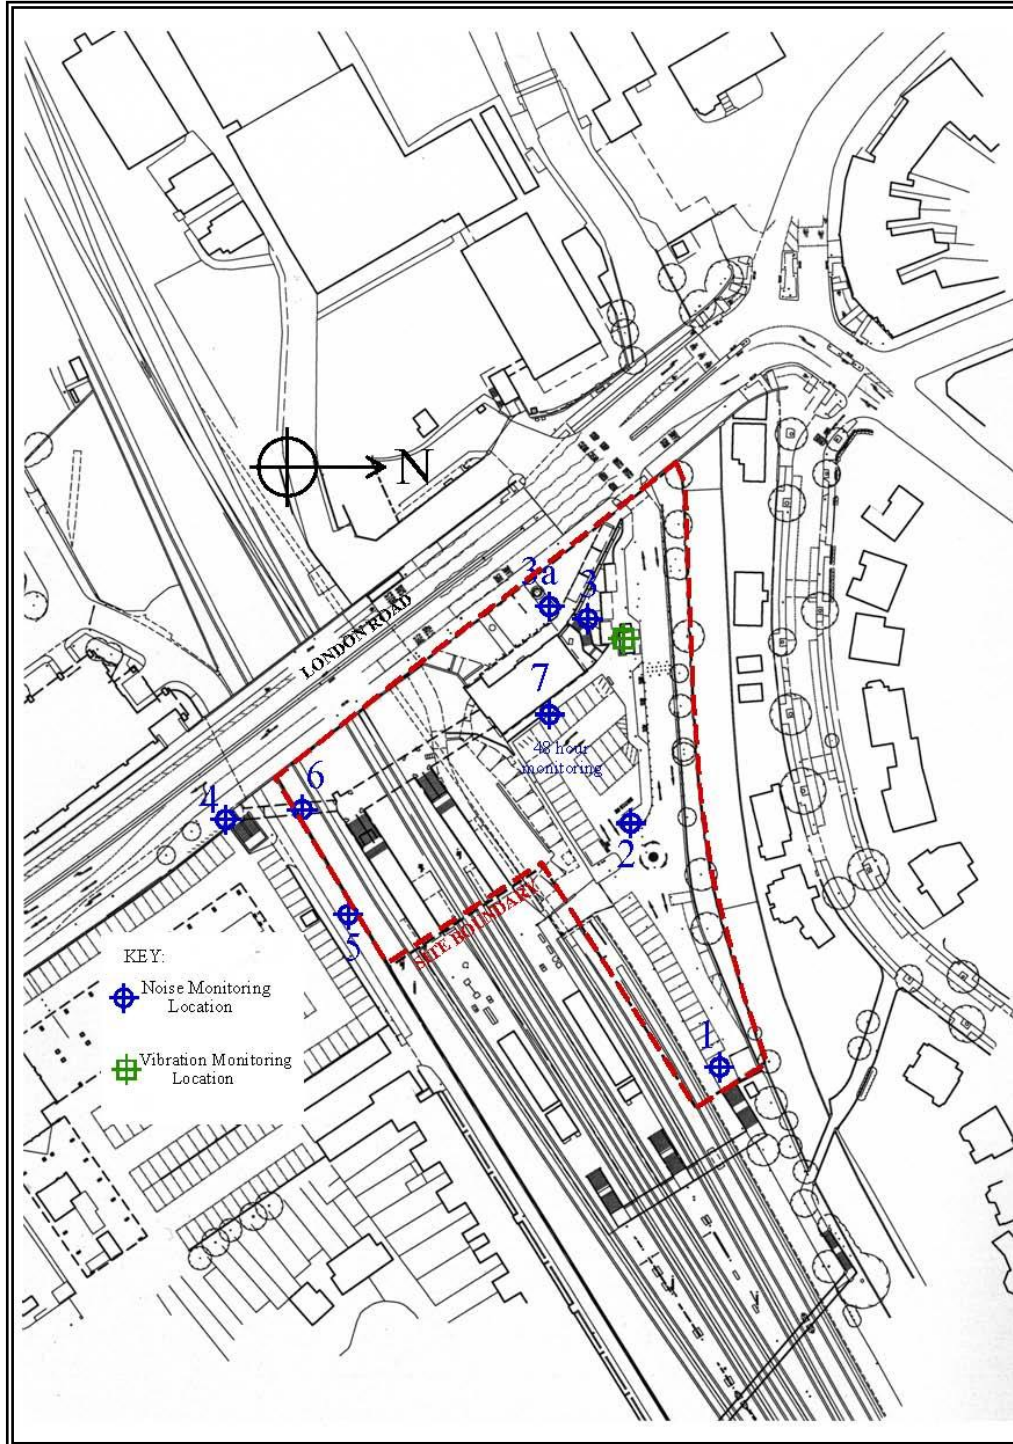 N
3a
3
LONDON ROAD
7
48 hour
monitoring
6
4
2
5
SITE BOUNDARY
KEY:
Noise Monitoring
Location
Vibration Monitoring
Location
1